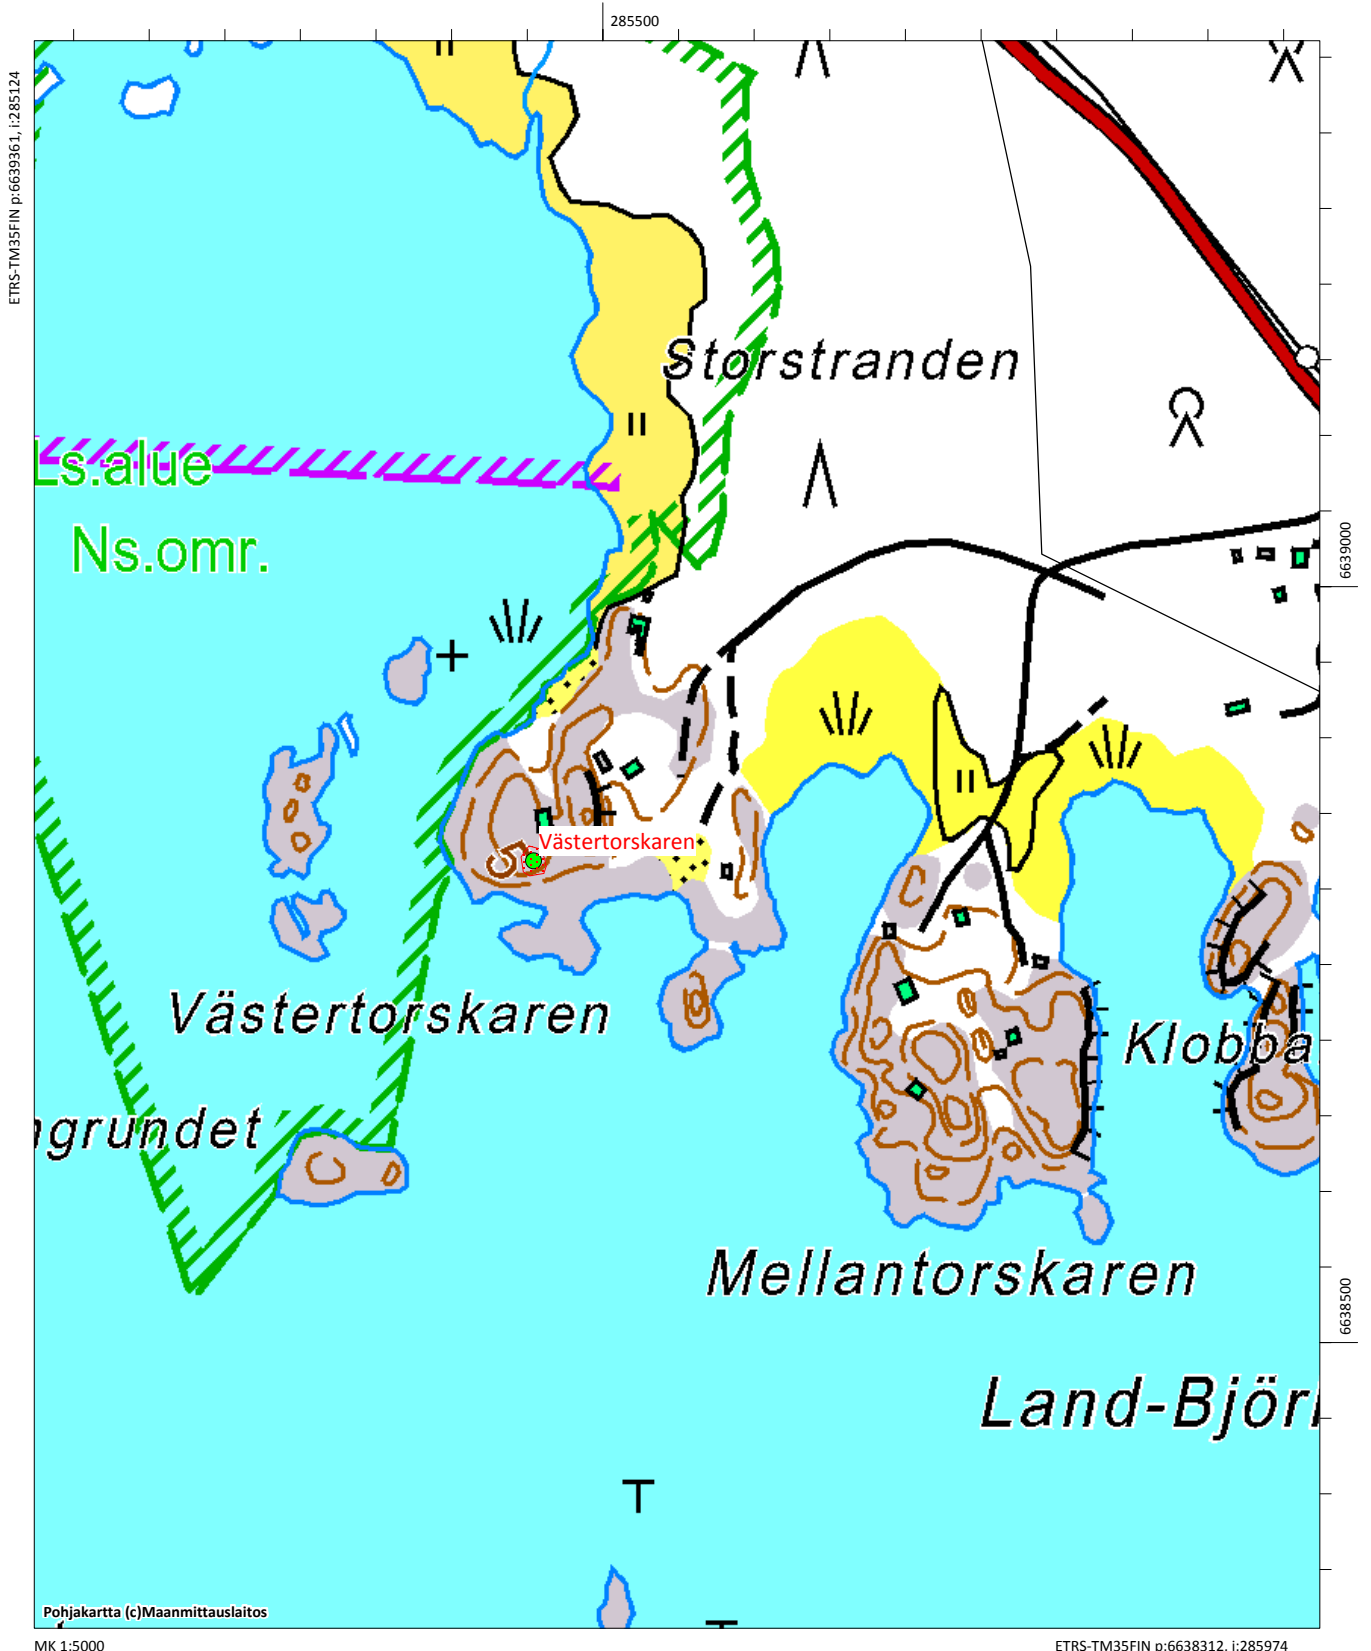 285500
ETRS-TM35FIN p:6639361, i:285124
Storstranden
Ls.alue
Ns.omr.
6639000
Västertorskaren
Västertorskaren
Klobba
ngrundet
Mellantorskaren
6638500
Land-Björ
Pohjakartta (c)Maanmittauslaitos
MK 1:5000
ETRS-TM35FIN p:6638312, i:285974